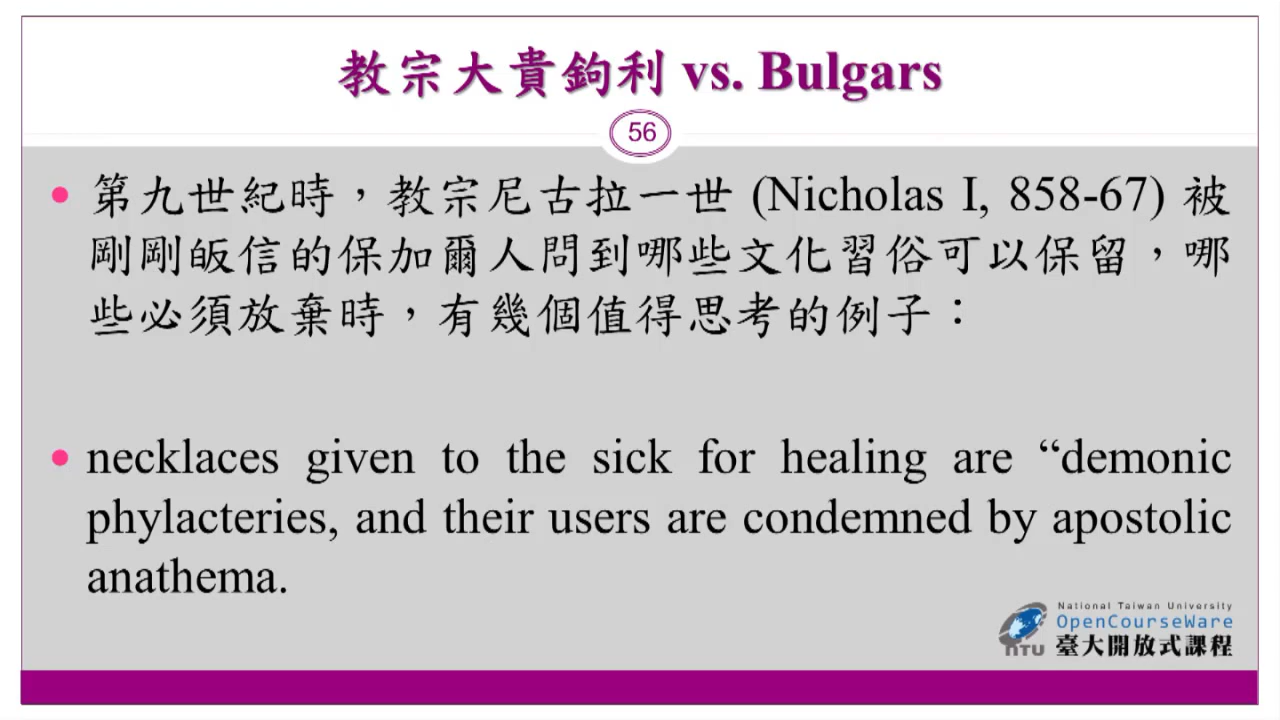 教宗大貴鉤利 vs. Bulgars
56
第九世紀時，教宗尼古拉一世 (Nicholas I, 858-67) 被
剛剛皈信的保加爾人問到哪些文化習俗可以保留，哪
些必須放棄時，有幾個值得思考的例子：
necklaces given to the sick for healing are “demonic
phylacteries, and their users are condemned by apostolic
anathema.
National Taiwan University
OpenCourseWare
NTU 臺大開放式課程